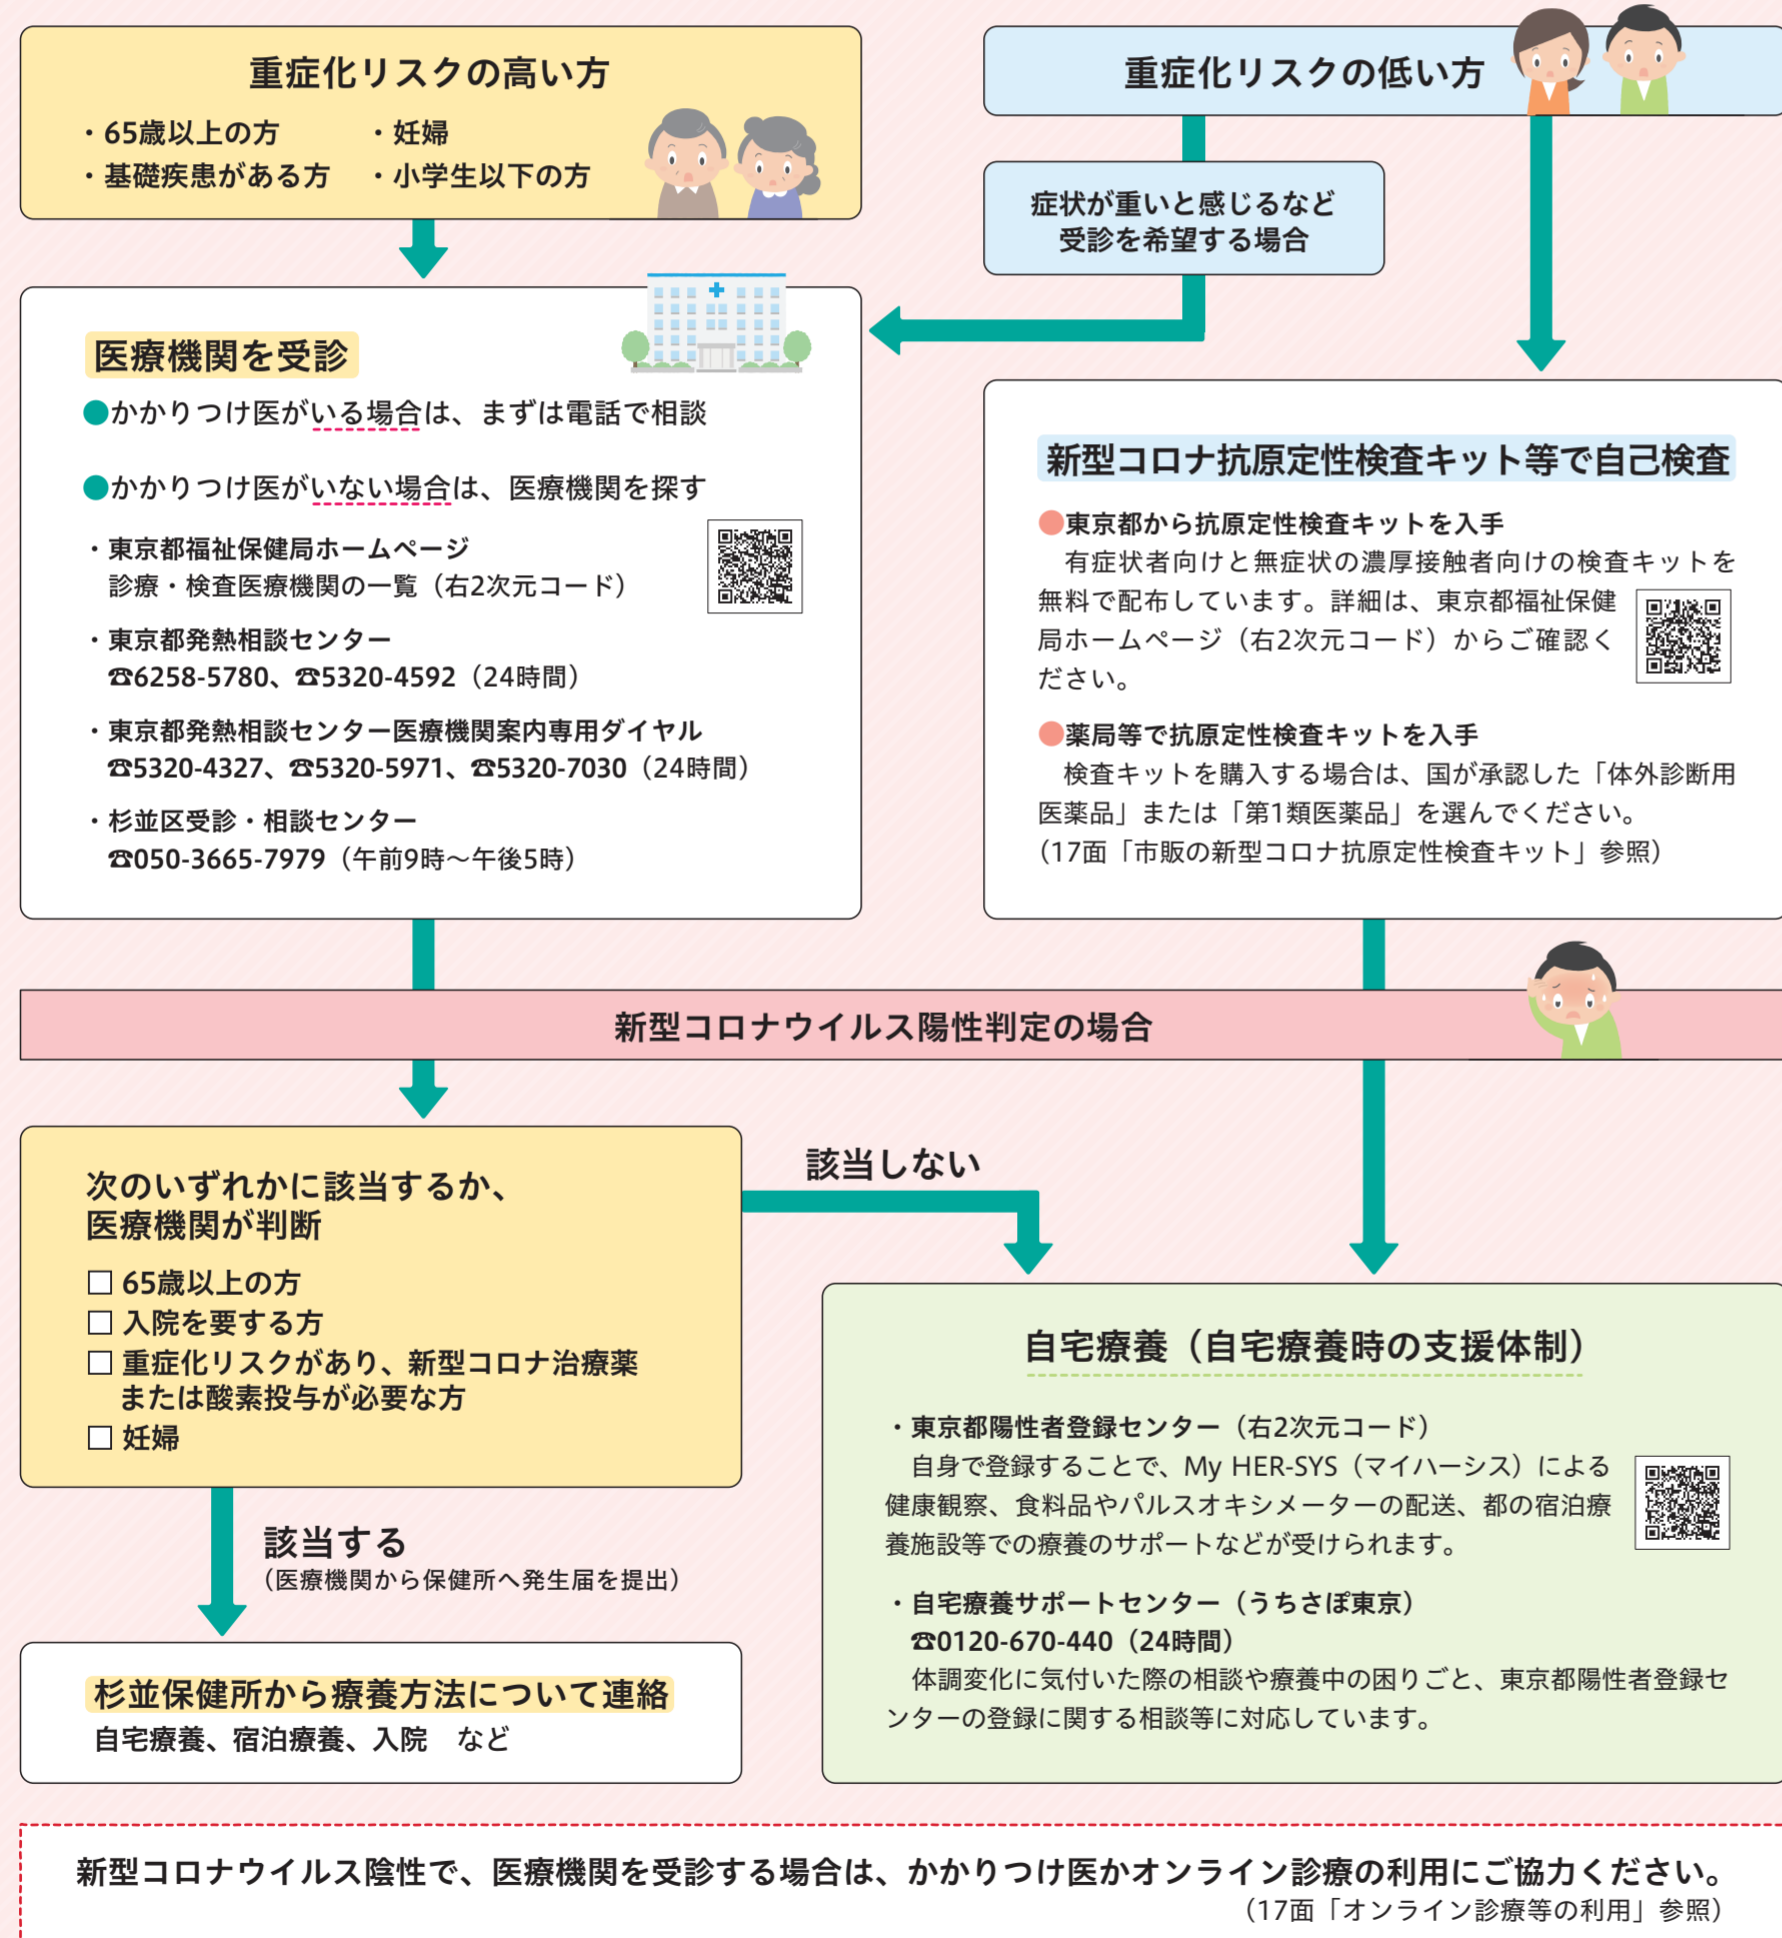 重症化リスクの高い方
・65歳以上の方
・妊婦
・基礎疾患がある方
・小学生以下の方
重症化リスクの低い方
症状が重いと感じるなど
受診を希望する場合
医療機関を受診
●かかりつけ医がいる場合は、まずは電話で相談
●かかりつけ医がいない場合は、医療機関を探す
・東京都福祉保健局ホームページ
診療・検査医療機関の一覧（右2次元コード）
・東京都発熱相談センター
☎6258-5780、☎5320-4592（24時間）
・東京都発熱相談センター医療機関案内専用ダイヤル
☎5320-4327、☎5320-5971、☎5320-7030（24時間）
・杉並区受診・相談センター
☎050-3665-7979（午前9時～午後5時）
新型コロナ抗原定性検査キット等で自己検査
●東京都から抗原定性検査キットを入手
有症状者向けと無症状の濃厚接触者向けの検査キットを
無料で配布しています。詳細は、東京都福祉保健
局ホームページ（右2次元コード）からご確認く
ださい。
●薬局等で抗原定性検査キットを入手
検査キットを購入する場合は、国が承認した「体外診断用
医薬品」または「第1類医薬品」を選んでください。
（17面「市販の新型コロナ抗原定性検査キット」参照）
新型コロナウイルス陽性判定の場合
次のいずれかに該当するか、
医療機関が判断
□ 65歳以上の方
□ 入院を要する方
□ 重症化リスクがあり、新型コロナ治療薬
または酸素投与が必要な方
□ 妊婦
該当しない
該当する
（医療機関から保健所へ発生届を提出）
杉並保健所から療養方法について連絡
自宅療養、宿泊療養、入院　など
自宅療養（自宅療養時の支援体制）
・東京都陽性者登録センター（右2次元コード）
自身で登録することで、My HER-SYS（マイハーシス）による
健康観察、食料品やパルスオキシメーターの配送、都の宿泊療
養施設等での療養のサポートなどが受けられます。
・自宅療養サポートセンター（うちさぽ東京）
☎0120-670-440（24時間）
体調変化に気付いた際の相談や療養中の困りごと、東京都陽性者登録セ
ンターの登録に関する相談等に対応しています。
新型コロナウイルス陰性で、医療機関を受診する場合は、かかりつけ医かオンライン診療の利用にご協力ください。
（17面「オンライン診療等の利用」参照）